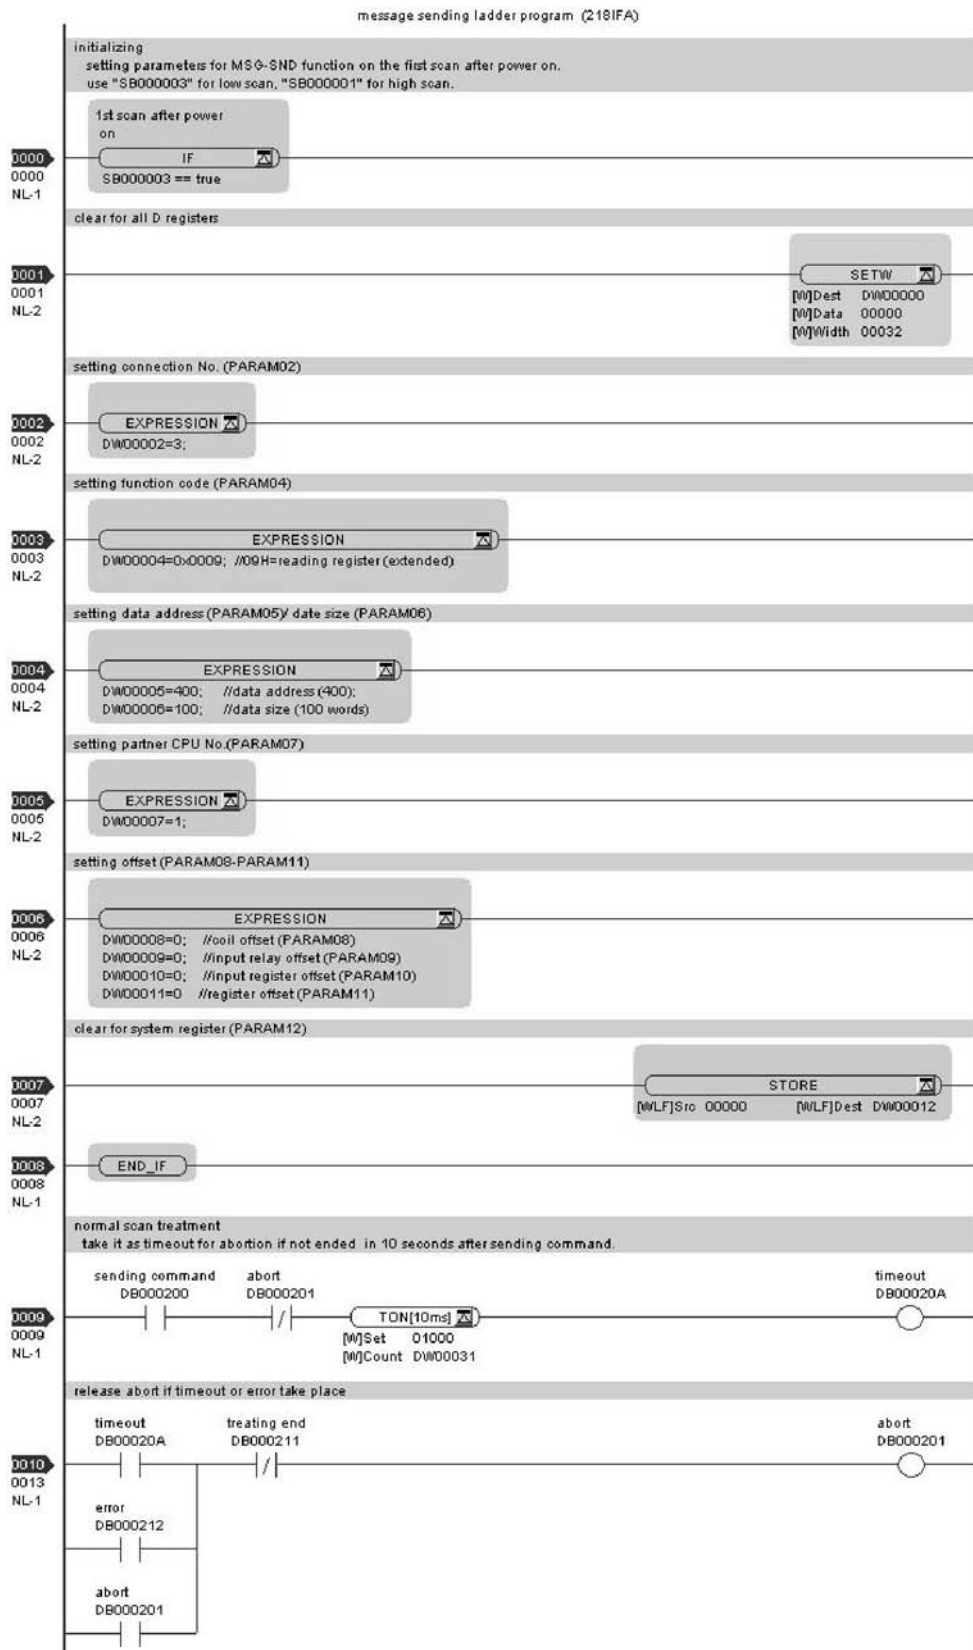 message sending ladder program (218IFA)
initializing
setting parameters for MSG-SND function on the first scan after power on.
use "SB000003" for low scan, "SB000001" for high scan.
1st scan after power
on
0000
IF
0000
SB000003 == true
NL-1
clear for all D registers
0001
SETW
0001
[W]Dest DW00000
NL-2
[W]Data 00000
[W]Width 00032
setting connection No. (PARAM02)
0002
EXPRESSION
0002
DW00002=3;
NL-2
setting function code (PARAM04)
0003
EXPRESSION
0003
DW00004=0x0009; //09H=reading register (extended)
NL-2
setting data address (PARAM05)/ date size (PARAM06)
0004
EXPRESSION
0004
DW00005=400; //data address (400);
NL-2
DW00006=100; //data size (100 words)
setting partner CPU No.(PARAM07)
0005
EXPRESSION
0005
DW00007=1;
NL-2
setting offset (PARAM08-PARAM11)
0006
EXPRESSION
0006
DW00008=0; //coil offset (PARAM08)
NL-2
DW00009=0; //input relay offset (PARAM09)
DW00010=0; //input register offset (PARAM10)
DW00011=0 //register offset (PARAM11)
clear for system register (PARAM12)
0007
STORE
0007
[WLF]Src 00000 [WLF]Dest DW00012
NL-2
0008
END_IF
0008
NL-1
normal scan treatment
take it as timeout for abortion if not ended in 10 seconds after sending command.
sending command abort timeout
DB000200 DB000201 DB00020A
0009
TON[10ms]
0009
[W]Set 01000
NL-1
[W]Count DW00031
release abort if timeout or error take place
timeout treating end abort
DB00020A DB000211 DB000201
0010
0013
NL-1
error
DB000212
abort
DB000201